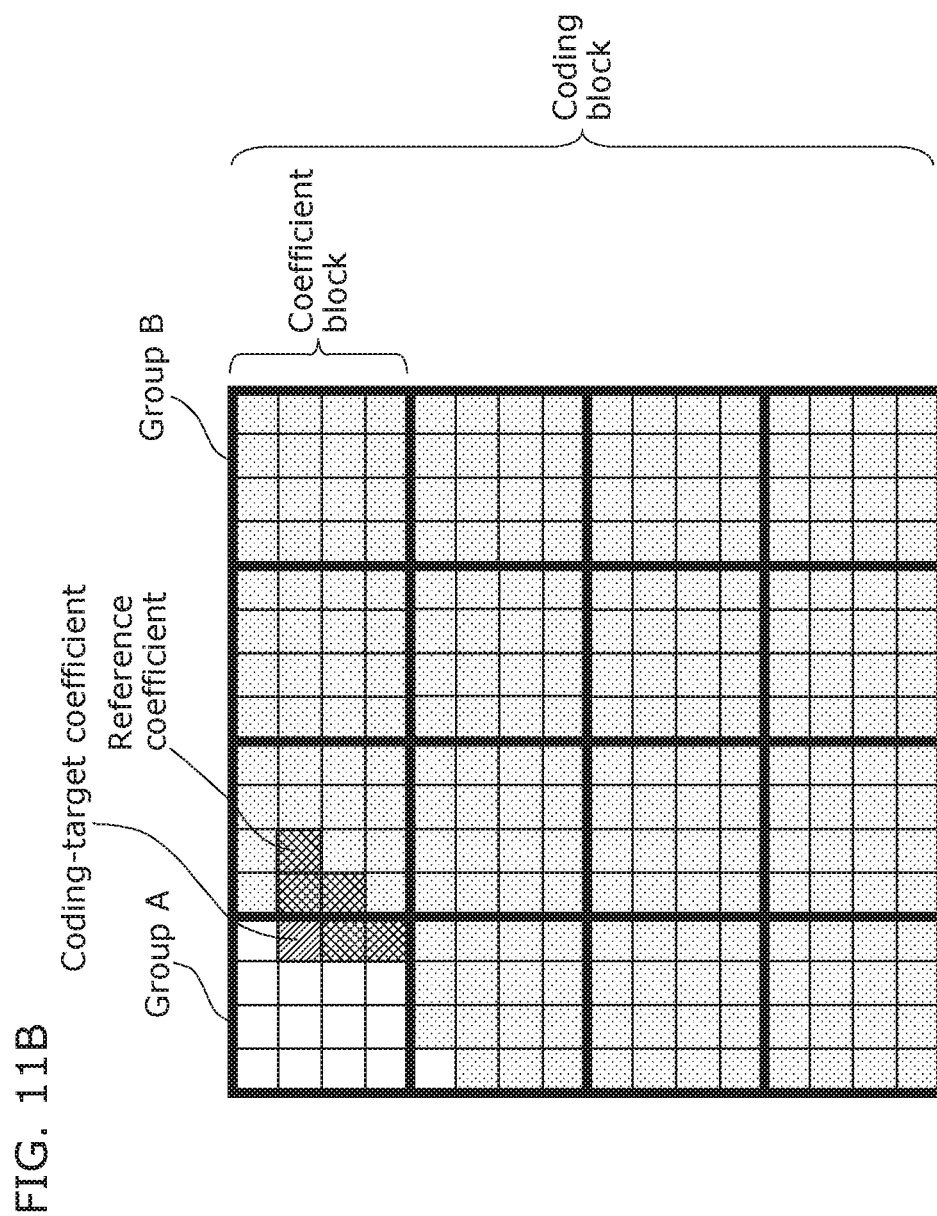 FIG. 11B
Coding-target coefficient
Group A
Reference
coefficient
Group B
Coefficient
block
Coding
block